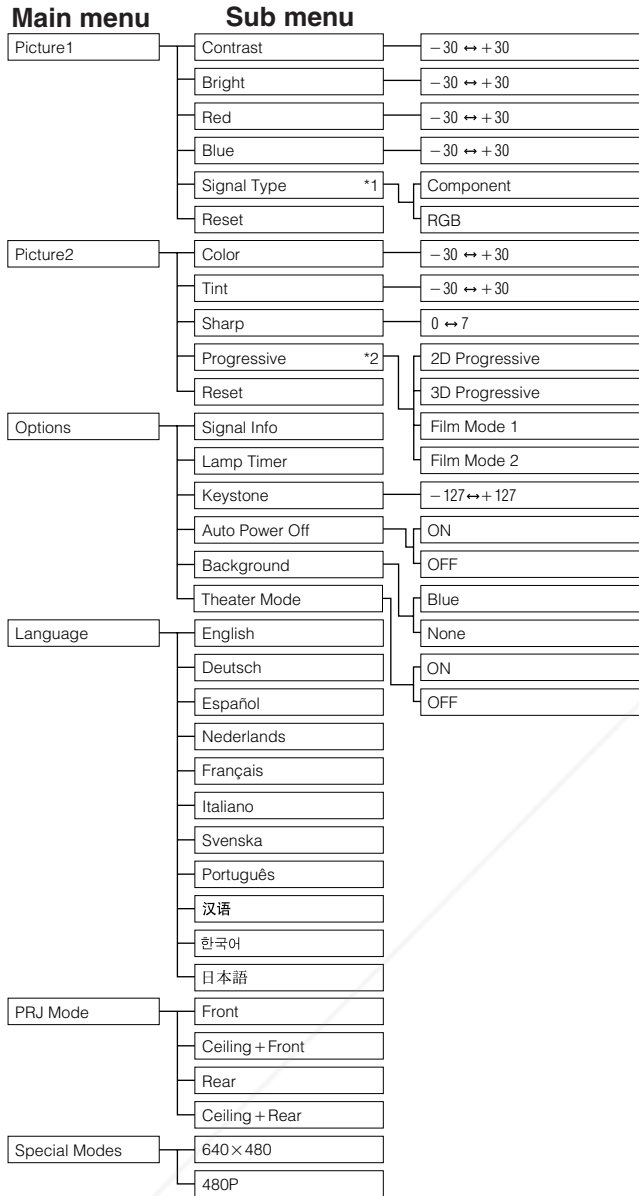 Main menu Sub menu
Picture1 Contrast −30 ↔ +30
Bright −30 ↔ +30
Red −30 ↔ +30
Blue −30 ↔ +30
Signal Type *1 Component
Reset RGB
Picture2 Color −30 ↔ +30
Tint −30 ↔ +30
Sharp 0 ↔ 7
Progressive *2 2D Progressive
Reset 3D Progressive
Options Signal Info Film Mode 1
Lamp Timer Film Mode 2
Keystone −127↔+127
Auto Power Off ON
Background OFF
Theater Mode Blue
Language English None
Deutsch ON
Español OFF
Nederlands
Français
Italiano
Svenska
Português
汉语
한국어
日本語
PRJ Mode Front
Ceiling+Front
Rear
Ceiling+Rear
Special Modes 640×480
480P